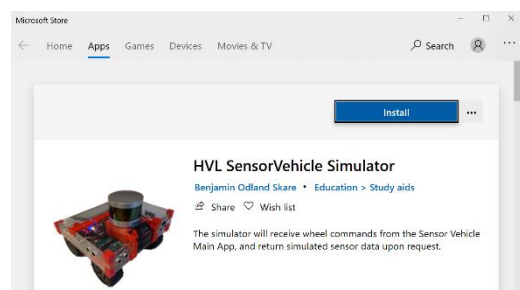 Microsoft Store
Home Apps Games Devices Movies & TV Search
Install
HVL SensorVehicle Simulator
Benjamin Odland Skare • Education > Study aids
Share Wish list
The simulator will receive wheel commands from the Sensor Vehicle
Main App, and return simulated sensor data upon request.